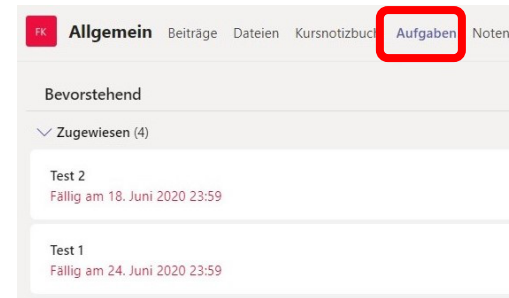 FK Allgemein Beiträge Dateien Kursnotizbuch Aufgaben Noten
Bevorstehend
Zugewiesen (4)
Test 2
Fällig am 18. Juni 2020 23:59
Test 1
Fällig am 24. Juni 2020 23:59